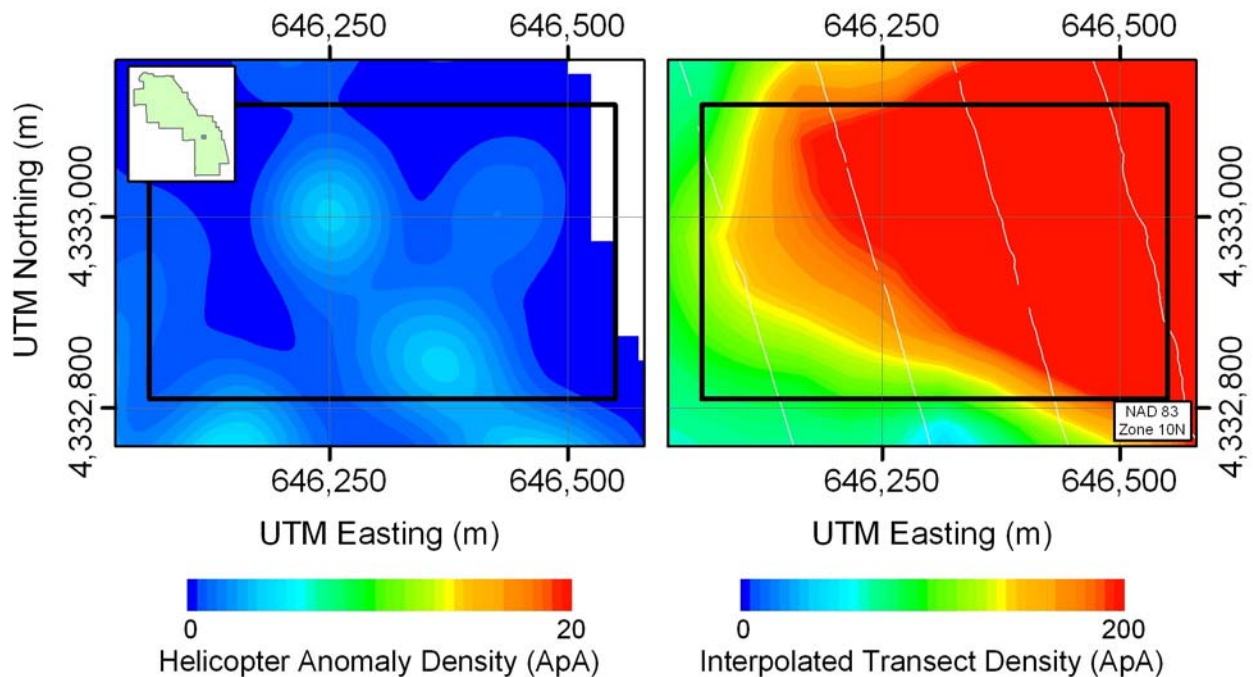 646,250 646,500 646,250 646,500
UTM Northing (m)
4,333,000
4,332,800
4,333,000
4,332,800
NAD 83
Zone 10N
646,250 646,500 646,250 646,500
UTM Easting (m) UTM Easting (m)
0 20 0 200
Helicopter Anomaly Density (ApA) Interpolated Transect Density (ApA)